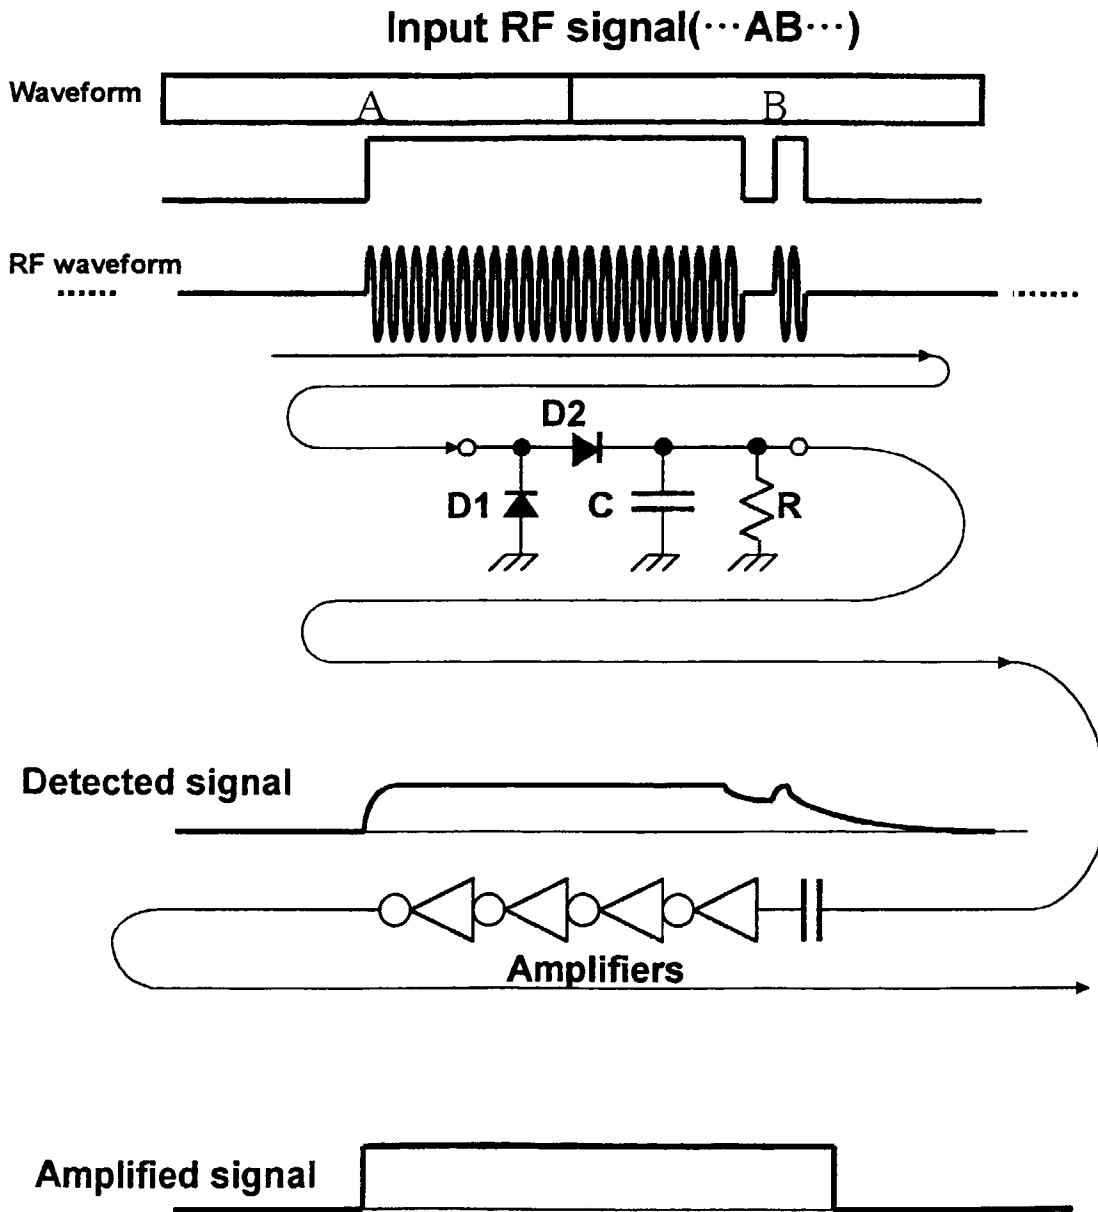 Input RF signal(···AB···)
Waveform
A
B
RF waveform
D2
D1
C
R
Detected signal
Amplifiers
Amplified signal